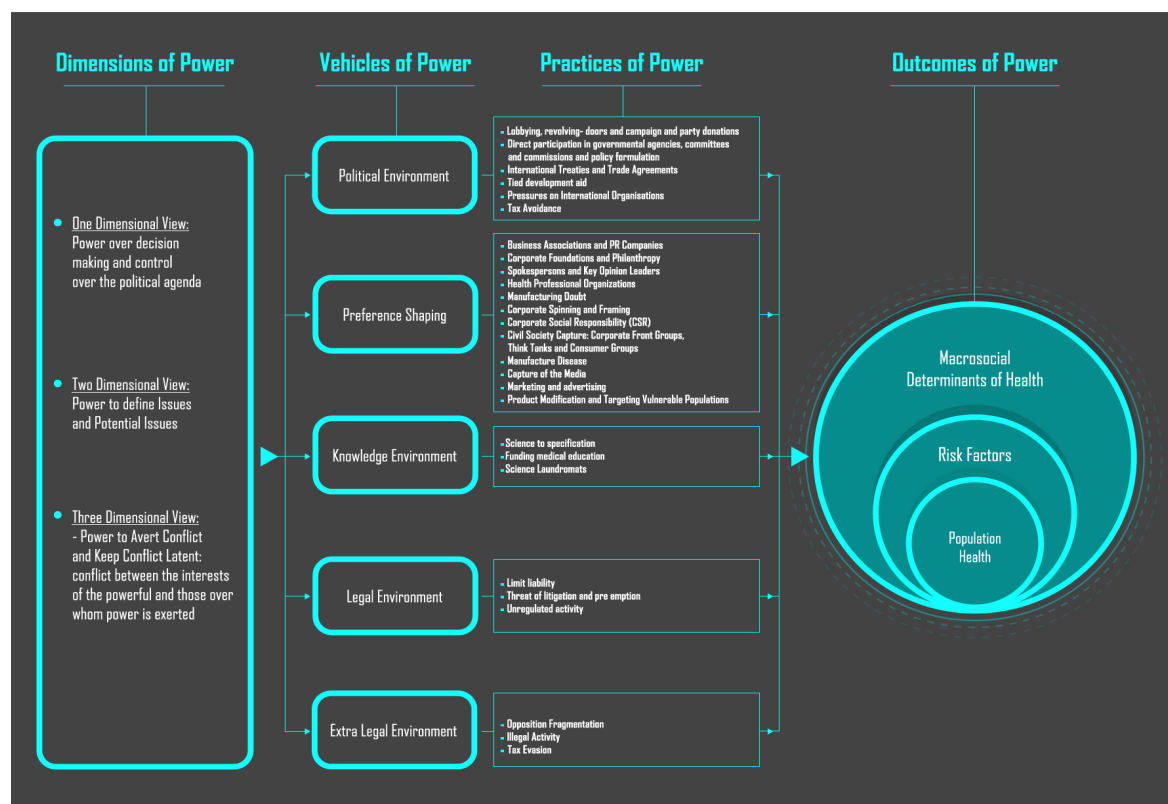 Dimensions of Power
Vehicles of Power
Practices of Power
Outcomes of Power
• One Dimensional View:
Power over decision
making and control
over the political agenda
• Two Dimensional View:
Power to define Issues
and Potential Issues
• Three Dimensional View:
- Power to Avert Conflict
and Keep Conflict Latent:
conflict between the interests
of the powerful and those over
whom power is exerted
Political Environment
- Lobbying, revolving- doors and campaign and party donations
- Direct participation in governmental agencies, committees
and commissions and policy formulation
- International Treaties and Trade Agreements
- Tied development aid
- Pressures on International Organisations
- Tax Avoidance
Preference Shaping
- Business Associations and PR Companies
- Corporate Foundations and Philanthropy
- Spokespersons and Key Opinion Leaders
- Health Professional Organizations
- Manufacturing Doubt
- Corporate Spinning and Framing
- Corporate Social Responsibility (CSR)
- Civil Society Capture: Corporate Front Groups,
Think Tanks and Consumer Groups
- Manufacture Disease
- Capture of the Media
- Marketing and advertising
- Product Modification and Targeting Vulnerable Populations
Knowledge Environment
- Science to specification
- Funding medical education
- Science Laundromats
Legal Environment
- Limit liability
- Threat of litigation and pre emption
- Unregulated activity
Extra Legal Environment
- Opposition Fragmentation
- Illegal Activity
- Tax Evasion
Macrosocial
Determinants of Health
Risk Factors
Population
Health